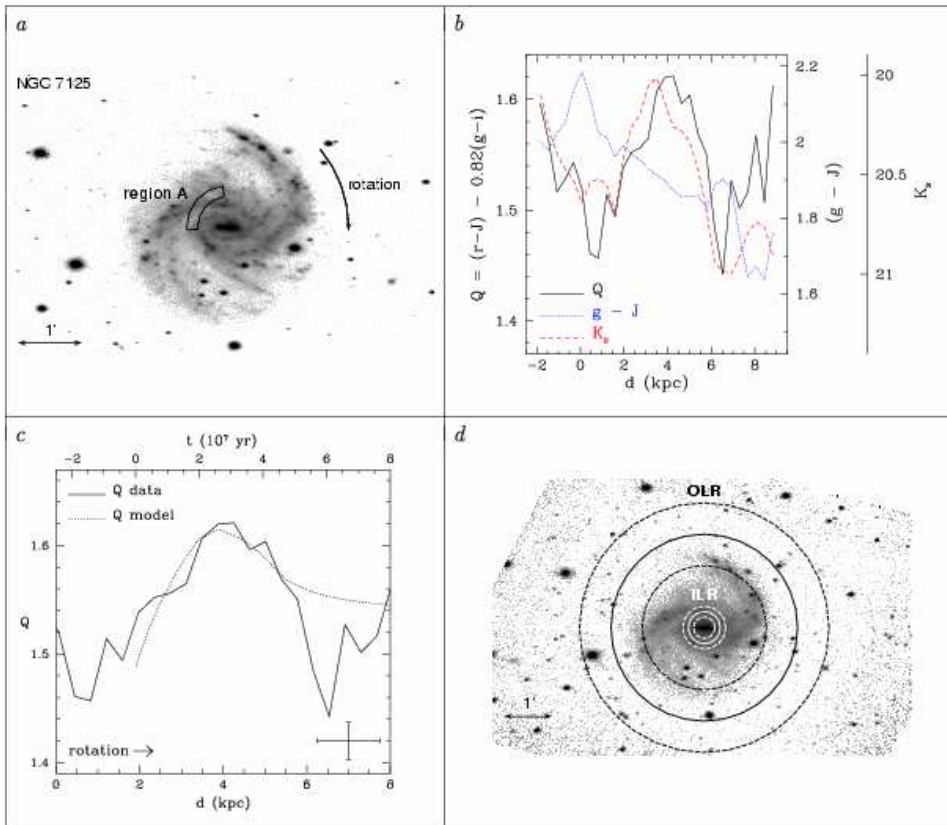 a
NGC 7125
region A
rotation
1'
b
Q = (r-J) - 0.82(g-i)
1.6
1.5
1.4
2.2
2
1.8
1.6
(g - J)
20
20.5
21
K_s
Q
g - J
K_s
-2 0 2 4 6 8
d (kpc)
c
t (10⁷ yr)
-2 0 2 4 6 8
Q data
Q model
1.6
1.5
1.4
Q
rotation →
0 2 4 6 8
d (kpc)
d
OLR
ILR
1'